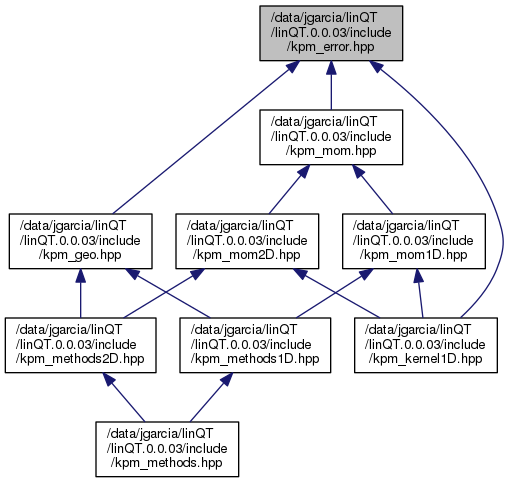 /data/jgarcia/linQT
/linQT.0.0.03/include
/kpm_error.hpp
/data/jgarcia/linQT
/linQT.0.0.03/include
/kpm_mom.hpp
/data/jgarcia/linQT
/linQT.0.0.03/include
/kpm_geo.hpp
/data/jgarcia/linQT
/linQT.0.0.03/include
/kpm_mom2D.hpp
/data/jgarcia/linQT
/linQT.0.0.03/include
/kpm_mom1D.hpp
/data/jgarcia/linQT
/linQT.0.0.03/include
/kpm_methods2D.hpp
/data/jgarcia/linQT
/linQT.0.0.03/include
/kpm_methods1D.hpp
/data/jgarcia/linQT
/linQT.0.0.03/include
/kpm_kernel1D.hpp
/data/jgarcia/linQT
/linQT.0.0.03/include
/kpm_methods.hpp